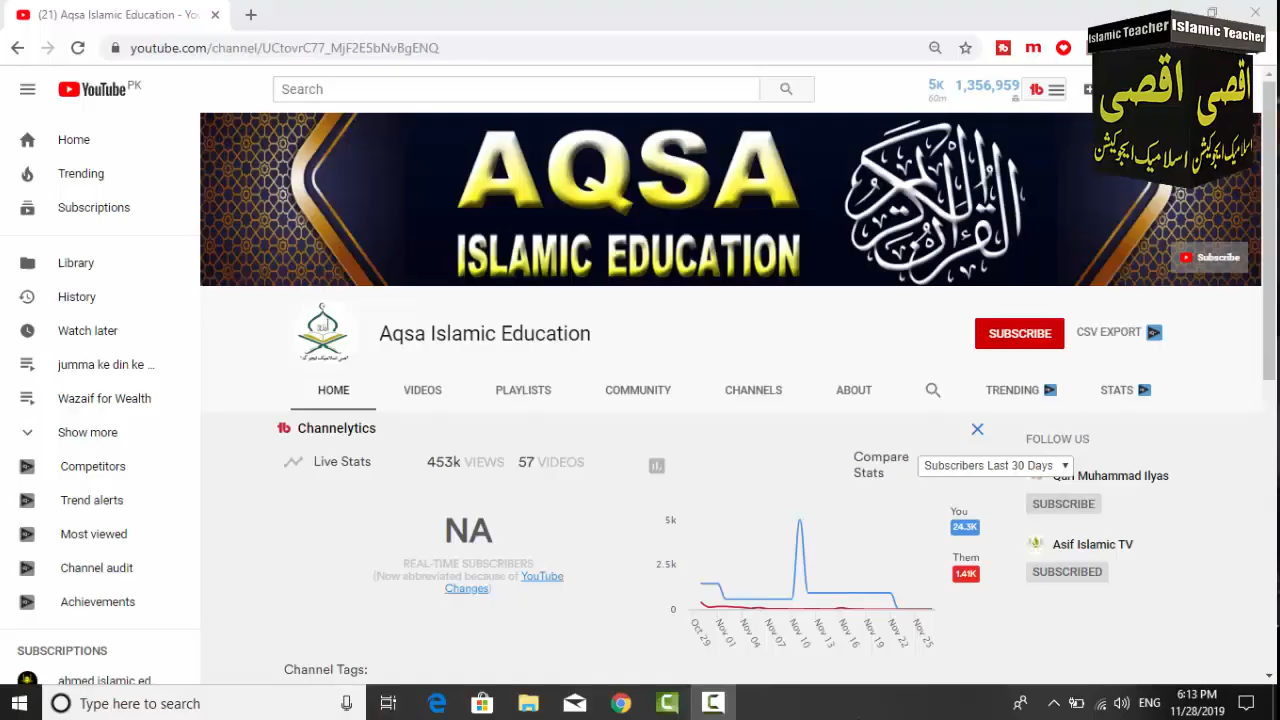 (21) Aqsa Islamic Education - Yo
youtube.com/channel/UCtovrC77_MjF2E5bNvBgENQ
Islamic Teacher Islamic Teacher
اقصی اقصی
اسلامیک ایجوکیشن اسلامیک ایجوکیشن
YouTube PK
Search
5K
60m
1,356,959
Home
Trending
Subscriptions
Library
History
Watch later
jumma ke din ke ...
Wazaif for Wealth
Show more
Competitors
Trend alerts
Most viewed
Channel audit
Achievements
SUBSCRIPTIONS
ahmed islamic ed
AQSA
ISLAMIC EDUCATION
القرآن الكريم
Subscribe
Aqsa Islamic Education
SUBSCRIBE
CSV EXPORT
HOME
VIDEOS
PLAYLISTS
COMMUNITY
CHANNELS
ABOUT
TRENDING
STATS
Channelytics
Live Stats
453k VIEWS 57 VIDEOS
Compare
Stats
Subscribers Last 30 Days
NA
REAL-TIME SUBSCRIBERS
(Now abbreviated because of YouTube
Changes)
5k
2.5k
0
Oct 29
Nov 01
Nov 04
Nov 07
Nov 10
Nov 13
Nov 16
Nov 19
Nov 22
Nov 25
You
24.3K
Them
1.41K
FOLLOW US
Qari Muhammad Ilyas
SUBSCRIBE
Asif Islamic TV
SUBSCRIBED
Channel Tags:
Type here to search
ENG
6:13 PM
11/28/2019